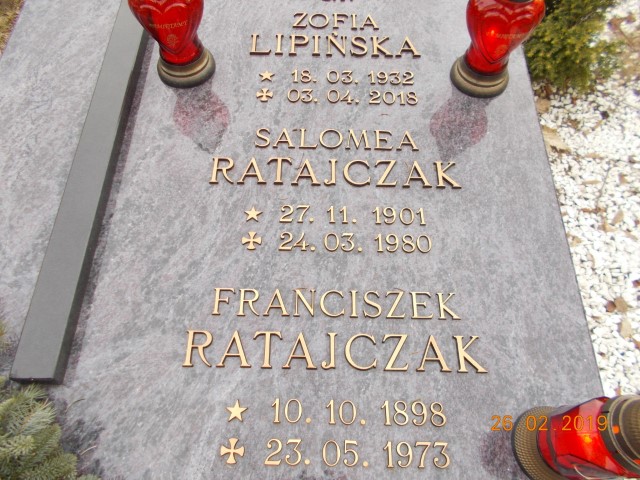 ZOFIA
LIPIŃSKA
★ 18. 03. 1932
✠ 03. 04. 2018
SALOMEA
RATAJCZAK
★ 27. 11. 1901
✠ 24. 03. 1980
FRANCISZEK
RATAJCZAK
★ 10. 10. 1898
✠ 23. 05. 1973
26 02 2019